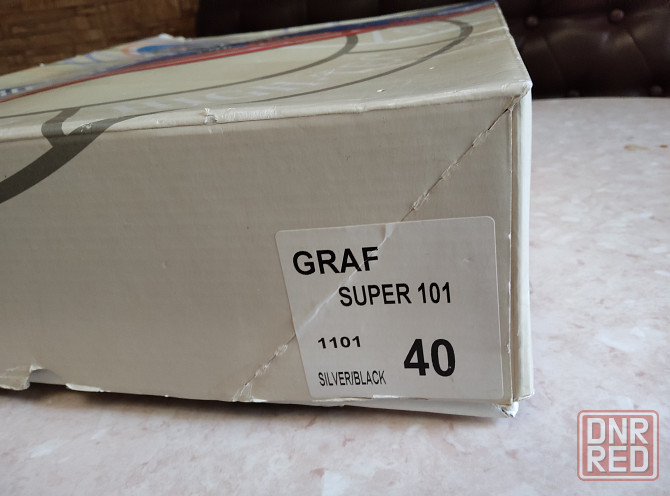 GRAF
SUPER 101
1101
40
SILVER/BLACK
DNR
RED